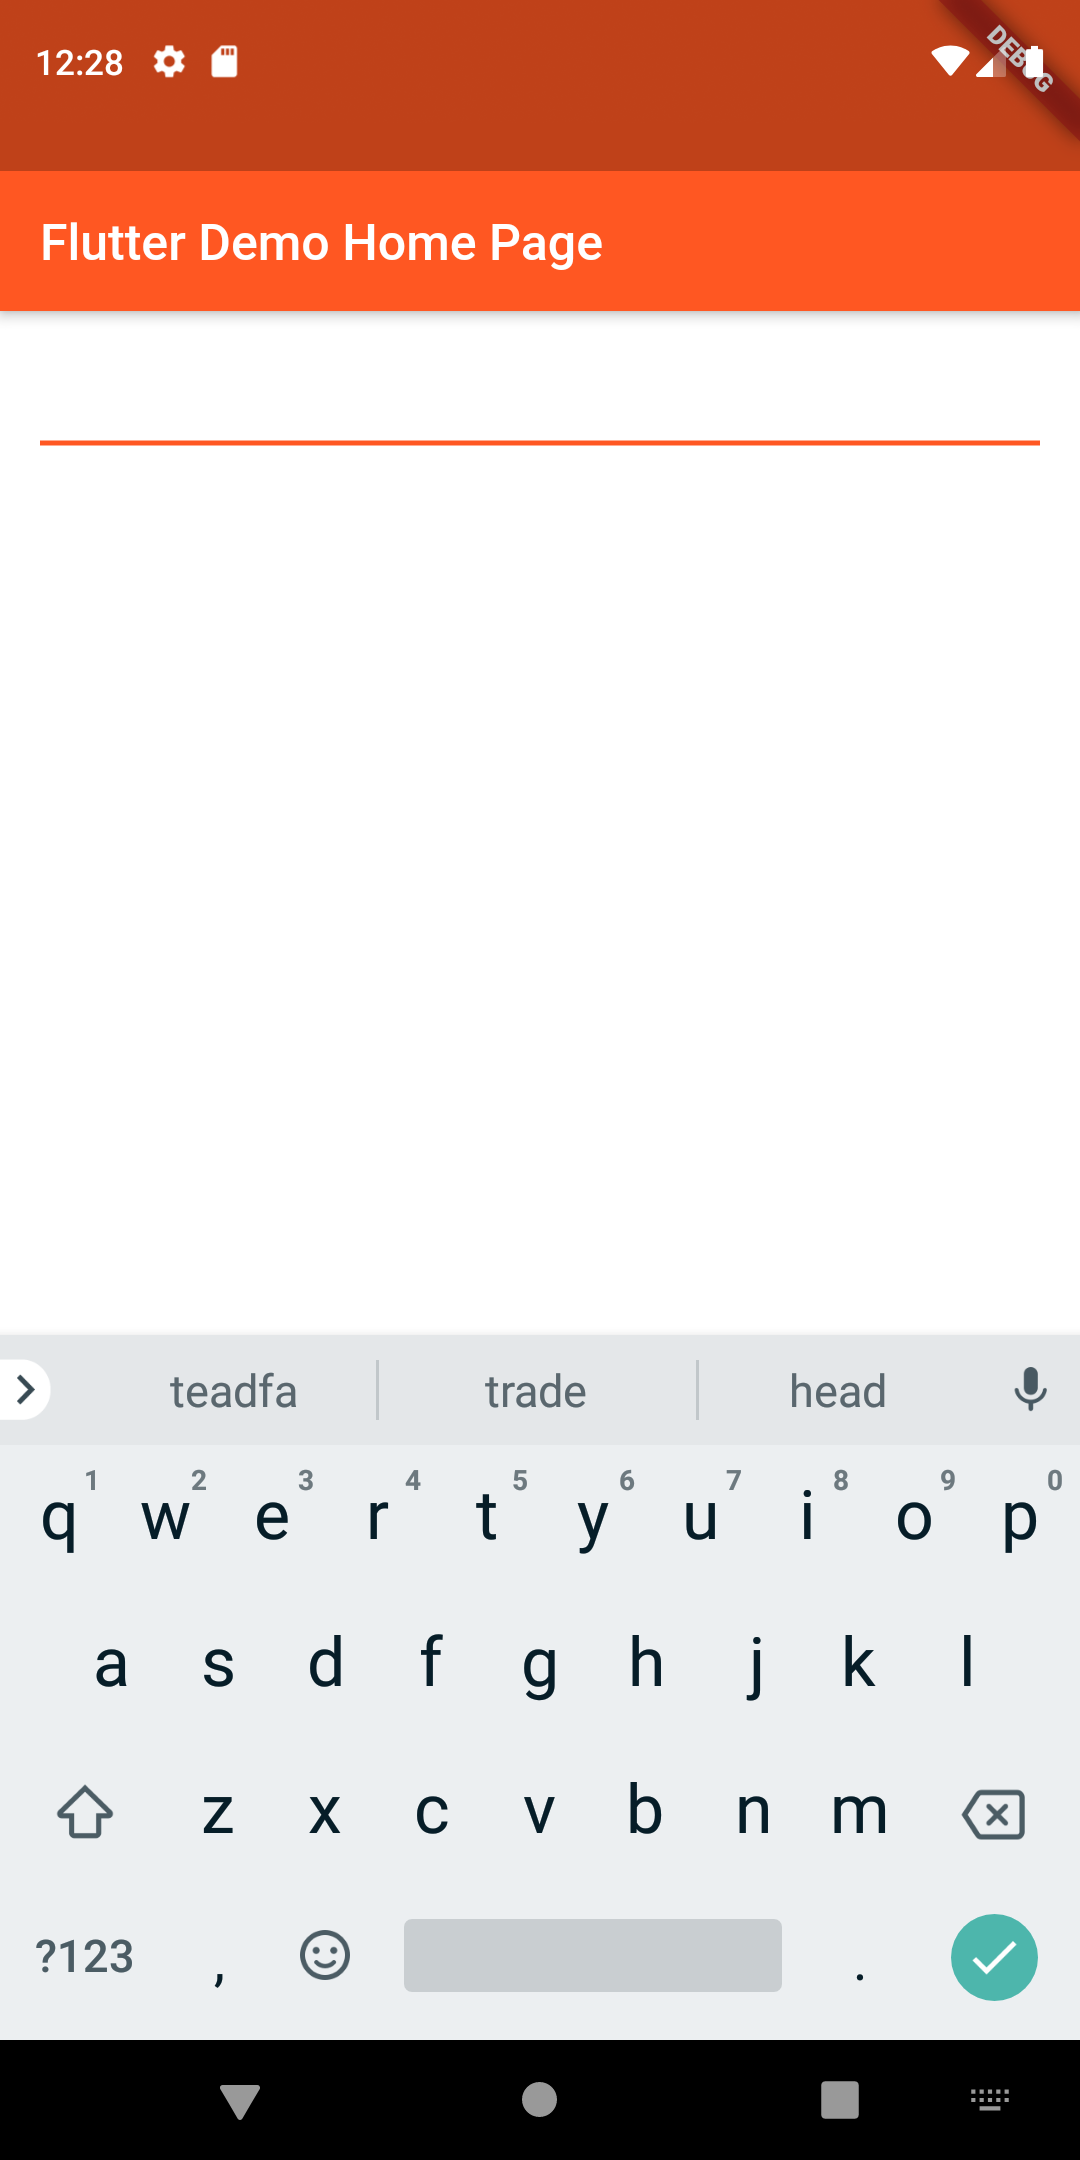 12:28
DEBUG
Flutter Demo Home Page
teadfa trade head
1 2 3 4 5 6 7 8 9 0
q w e r t y u i o p
a s d f g h j k l
z x c v b n m
?123 , .